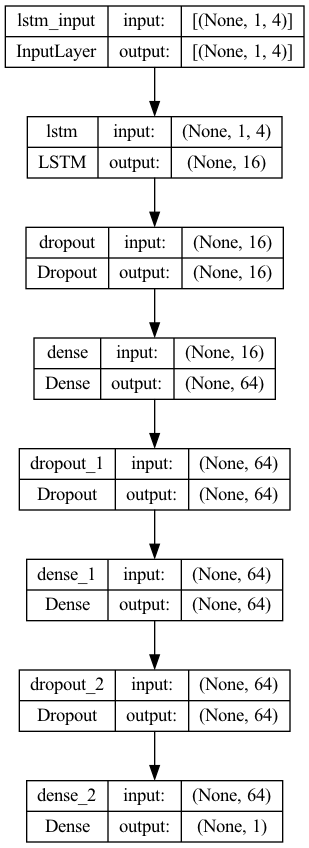 lstm_input input: [(None, 1, 4)]
InputLayer output: [(None, 1, 4)]
lstm input: (None, 1, 4)
LSTM output: (None, 16)
dropout input: (None, 16)
Dropout output: (None, 16)
dense input: (None, 16)
Dense output: (None, 64)
dropout_1 input: (None, 64)
Dropout output: (None, 64)
dense_1 input: (None, 64)
Dense output: (None, 64)
dropout_2 input: (None, 64)
Dropout output: (None, 64)
dense_2 input: (None, 64)
Dense output: (None, 1)